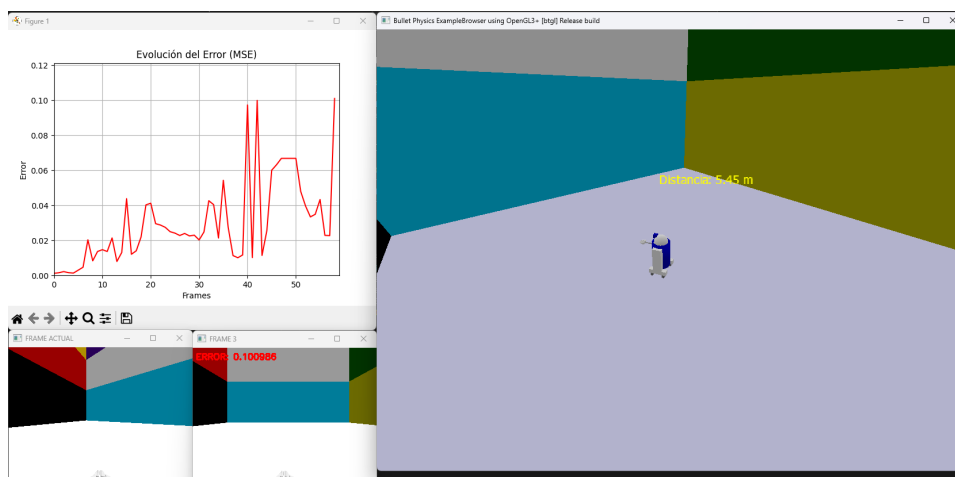 Figure 1
Evolución del Error (MSE)
0.12
0.10
0.08
0.06
0.04
0.02
0.00
Error
0 10 20 30 40 50
Frames
Bullet Physics ExampleBrowser using OpenGL3+ [btgl] Release build
Distancia: 5.45 m
FRAME ACTUAL
FRAME 3
ERROR: 0.100986